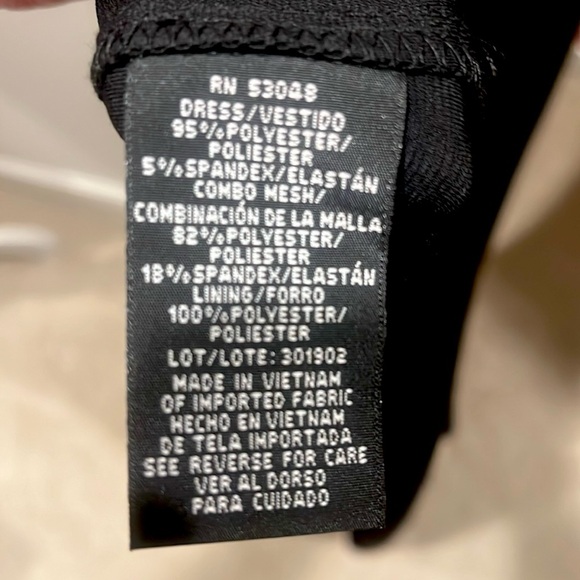 RN 53048
DRESS/VESTIDO
95%POLYESTER/
POLIESTER
5%SPANDEX/ELASTÁN
COMBO MESH/
COMBINACIÓN DE LA MALLA
82%POLYESTER/
POLIESTER
18%SPANDEX/ELASTÁN
LINING/FORRO
100%POLYESTER/
POLIESTER
LOT/LOTE: 301902
MADE IN VIETNAM
OF IMPORTED FABRIC
HECHO EN VIETNAM
DE TELA IMPORTADA
SEE REVERSE FOR CARE
VER AL DORSO
PARA CUIDADO